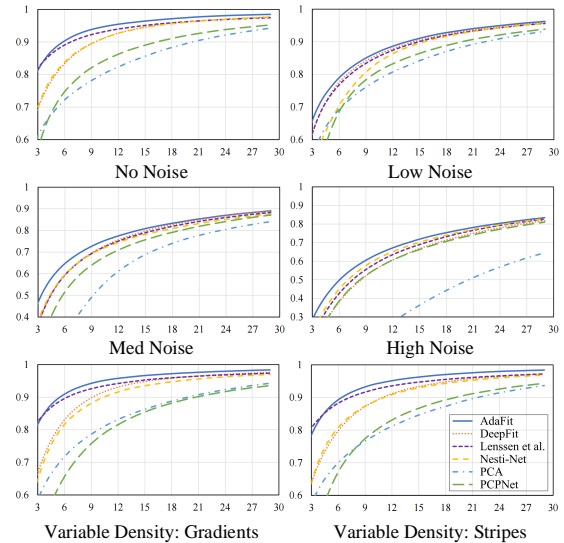 1
0.9
0.8
0.7
0.6
3 6 9 12 15 18 21 24 27 30
No Noise
1
0.9
0.8
0.7
0.6
3 6 9 12 15 18 21 24 27 30
Low Noise
1
0.9
0.8
0.7
0.6
0.5
0.4
3 6 9 12 15 18 21 24 27 30
Med Noise
1
0.9
0.8
0.7
0.6
0.5
0.4
0.3
3 6 9 12 15 18 21 24 27 30
High Noise
1
0.9
0.8
0.7
0.6
3 6 9 12 15 18 21 24 27 30
Variable Density: Gradients
1
0.9
0.8
0.7
0.6
AdaFit
DeepFit
Lenssen et al.
Nesti-Net
PCA
PCPNet
3 6 9 12 15 18 21 24 27 30
Variable Density: Stripes